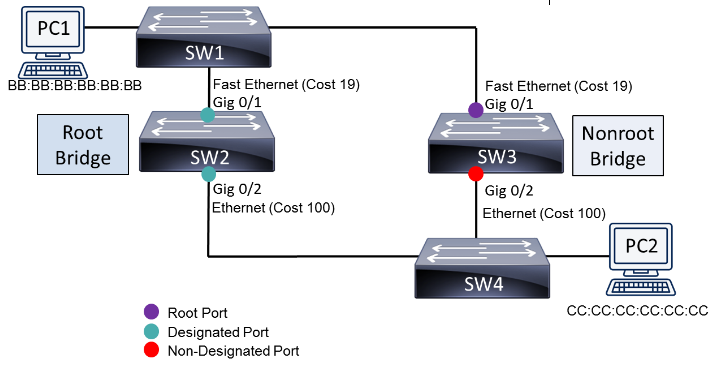 PC1
SW1
BB:BB:BB:BB:BB:BB
Fast Ethernet (Cost 19)
Gig 0/1
Fast Ethernet (Cost 19)
Gig 0/1
Root
Bridge
SW2
SW3
Nonroot
Bridge
Gig 0/2
Ethernet (Cost 100)
Gig 0/2
Ethernet (Cost 100)
PC2
SW4
CC:CC:CC:CC:CC:CC
Root Port
Designated Port
Non-Designated Port